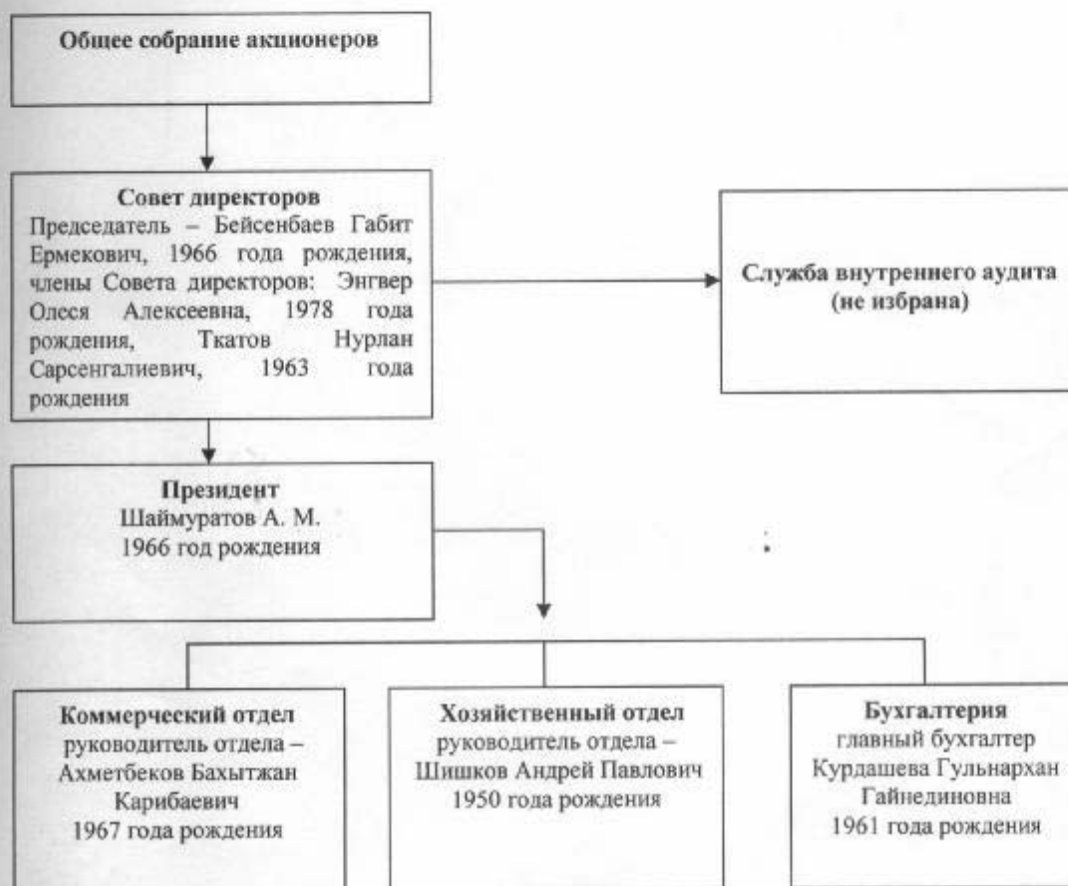 Общее собрание акционеров
Совет директоров
Председатель – Бейсенбаев Габит
Ермекович, 1966 года рождения,
члены Совета директоров: Энгвер
Олеся Алексеевна, 1978 года
рождения, Ткатов Нурлан
Сарсенгалиевич, 1963 года
рождения
Служба внутреннего аудита
(не избрана)
Президент
Шаймуратов А. М.
1966 год рождения
Коммерческий отдел
руководитель отдела –
Ахметбеков Бахытжан
Карибаевич
1967 года рождения
Хозяйственный отдел
руководитель отдела –
Шишков Андрей Павлович
1950 года рождения
Бухгалтерия
главный бухгалтер
Курдашева Гульнархан
Гайнединовна
1961 года рождения